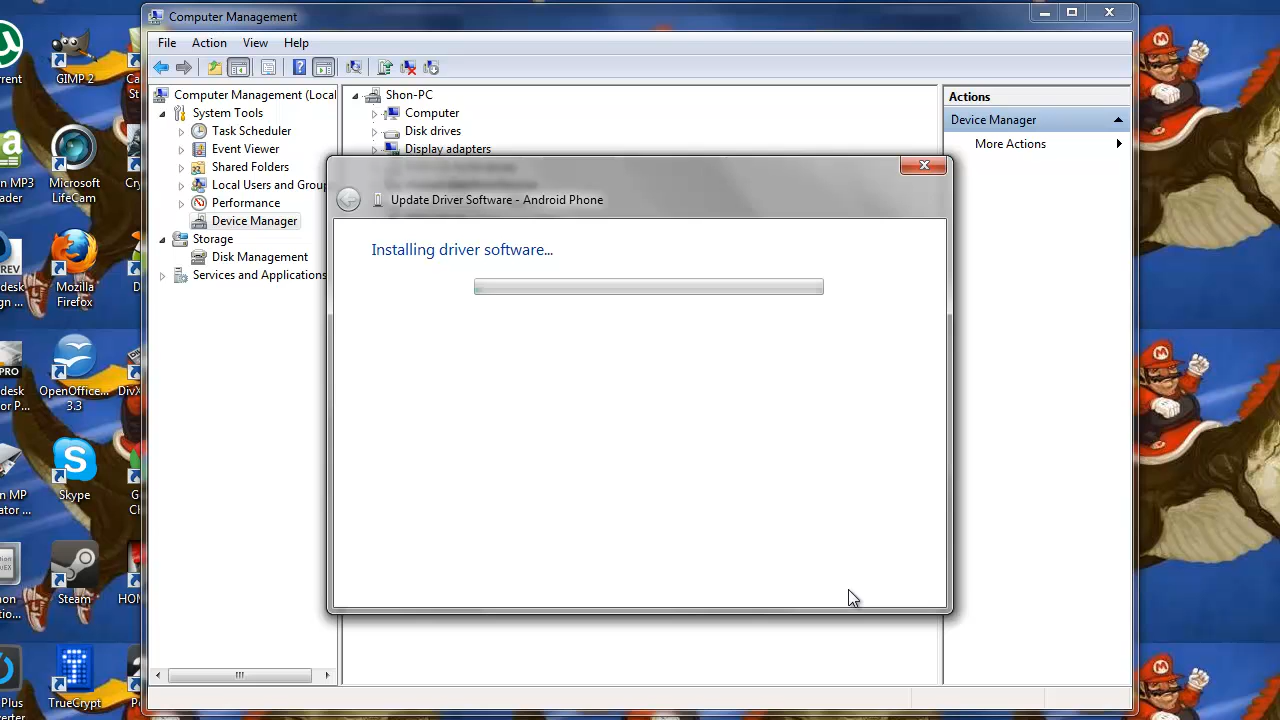 Computer Management
File Action View Help
Computer Management (Local
System Tools
Task Scheduler
Event Viewer
Shared Folders
Local Users and Group
Performance
Device Manager
Storage
Disk Management
Services and Applications
Shon-PC
Computer
Disk drives
Display adapters
Actions
Device Manager
More Actions
Update Driver Software - Android Phone
Installing driver software...
GIMP 2
Microsoft
LifeCam
Mozilla
Firefox
OpenOffice...
3.3
Skype
Steam
TrueCrypt